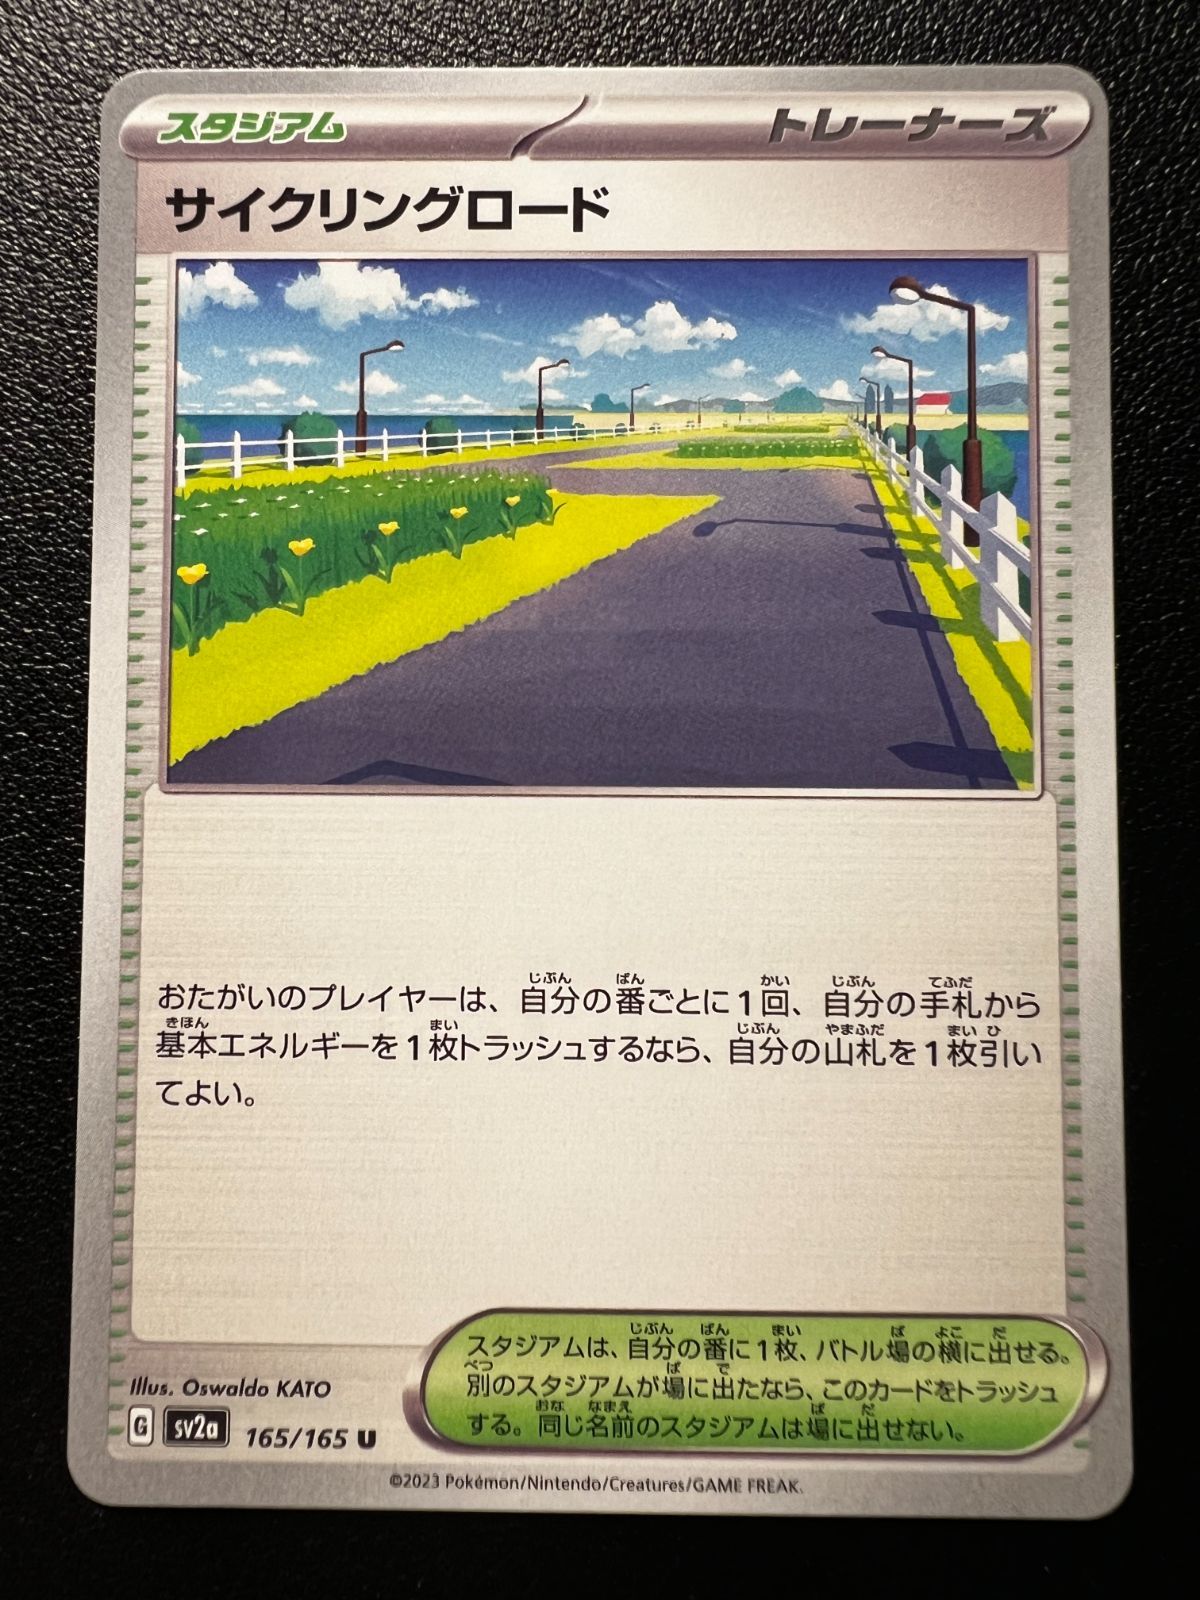 スタジアム
トレーナーズ
サイクリングロード
おたがいのプレイヤーは、自分の番ごとに1回、自分の手札から
基本エネルギーを1枚トラッシュするなら、自分の山札を1枚引い
てよい。
スタジアムは、自分の番に1枚、バトル場の横に出せる。
別のスタジアムが場に出たなら、このカードをトラッシュ
する。同じ名前のスタジアムは場に出せない。
Illus. Oswaldo KATO
G sv2a 165/165 U
©2023 Pokémon/Nintendo/Creatures/GAME FREAK.